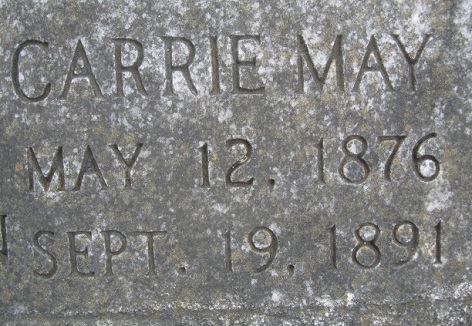 CARRIE MAY
MAY 12, 1876
SEPT. 19, 1891